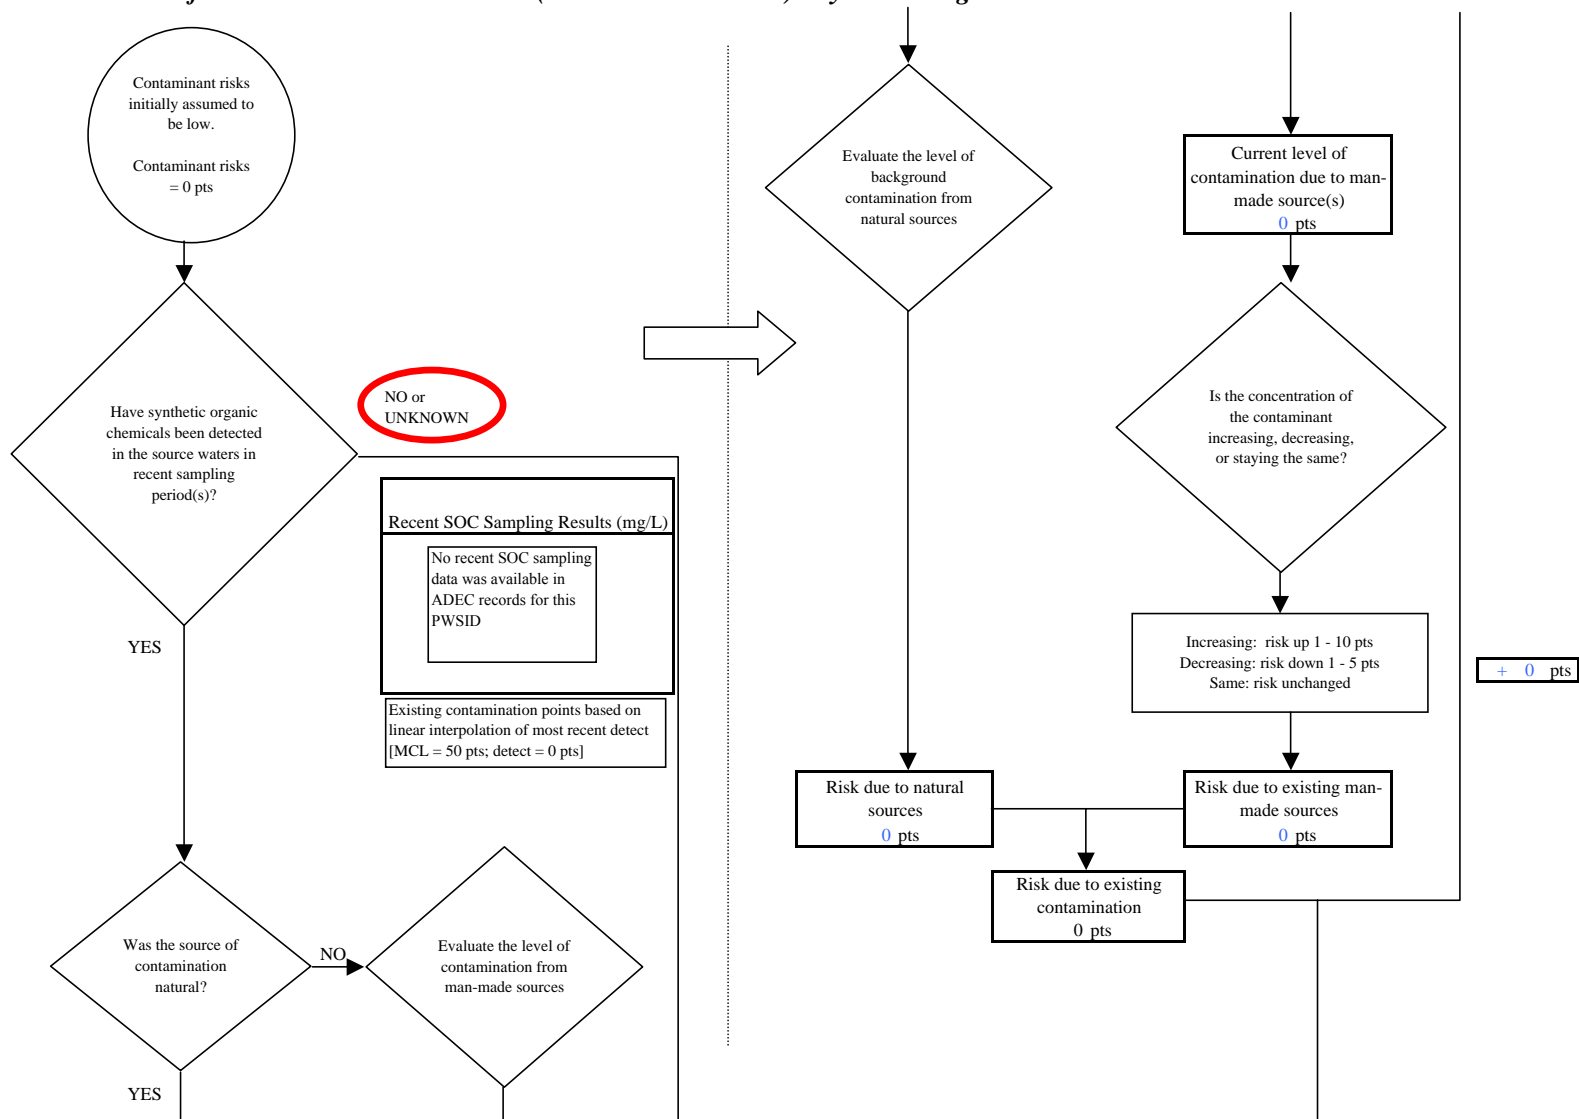 Contaminant risks
initially assumed to
be low.
Contaminant risks
= 0 pts
Have synthetic organic
chemicals been detected
in the source waters in
recent sampling
period(s)?
NO or
UNKNOWN
Recent SOC Sampling Results (mg/L)
No recent SOC sampling
data was available in
ADEC records for this
PWSID
Existing contamination points based on
linear interpolation of most recent detect
[MCL = 50 pts; detect = 0 pts]
YES
Was the source of
contamination
natural?
NO
Evaluate the level of
contamination from
man-made sources
YES
Evaluate the level of
background
contamination from
natural sources
Current level of
contamination due to man-
made source(s)
0 pts
Is the concentration of
the contaminant
increasing, decreasing,
or staying the same?
Increasing: risk up 1 - 10 pts
Decreasing: risk down 1 - 5 pts
Same: risk unchanged
+ 0 pts
Risk due to natural
sources
0 pts
Risk due to existing man-
made sources
0 pts
Risk due to existing
contamination
0 pts